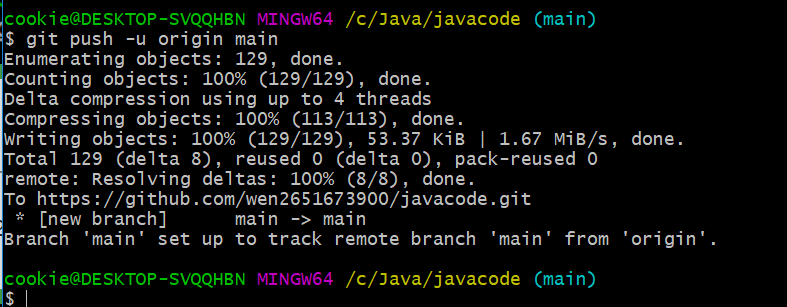 cookie@DESKTOP-SVQQHBN MINGW64 /c/Java/javacode (main)
$ git push -u origin main
Enumerating objects: 129, done.
Counting objects: 100% (129/129), done.
Delta compression using up to 4 threads
Compressing objects: 100% (113/113), done.
Writing objects: 100% (129/129), 53.37 KiB | 1.67 MiB/s, done.
Total 129 (delta 8), reused 0 (delta 0), pack-reused 0
remote: Resolving deltas: 100% (8/8), done.
To https://github.com/wen2651673900/javacode.git
 * [new branch]      main -> main
Branch 'main' set up to track remote branch 'main' from 'origin'.
cookie@DESKTOP-SVQQHBN MINGW64 /c/Java/javacode (main)
$